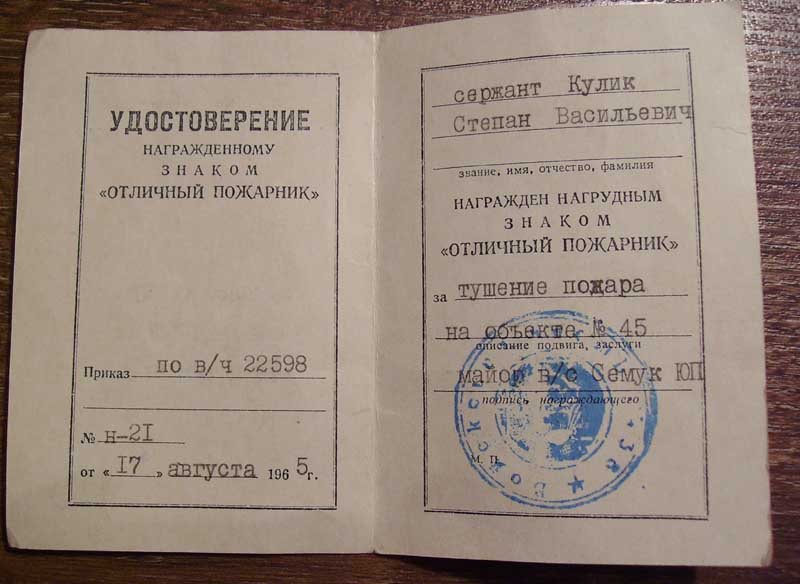 УДОСТОВЕРЕНИЕ
НАГРАЖДЕННОМУ
ЗНАКОМ
«ОТЛИЧНЫЙ ПОЖАРНИК»
Приказ по в/ч 22598
№ н-21
от «17» августа 1965г.
сержант Кулик
Степан Васильевич
звание, имя, отчество, фамилия
НАГРАЖДЕН НАГРУДНЫМ
ЗНАКОМ
«ОТЛИЧНЫЙ ПОЖАРНИК»
за тушение пожара
на объекте № 45
описание подвига, заслуги
майор в/с Семук ЮП
подпись награждающего
М. П.